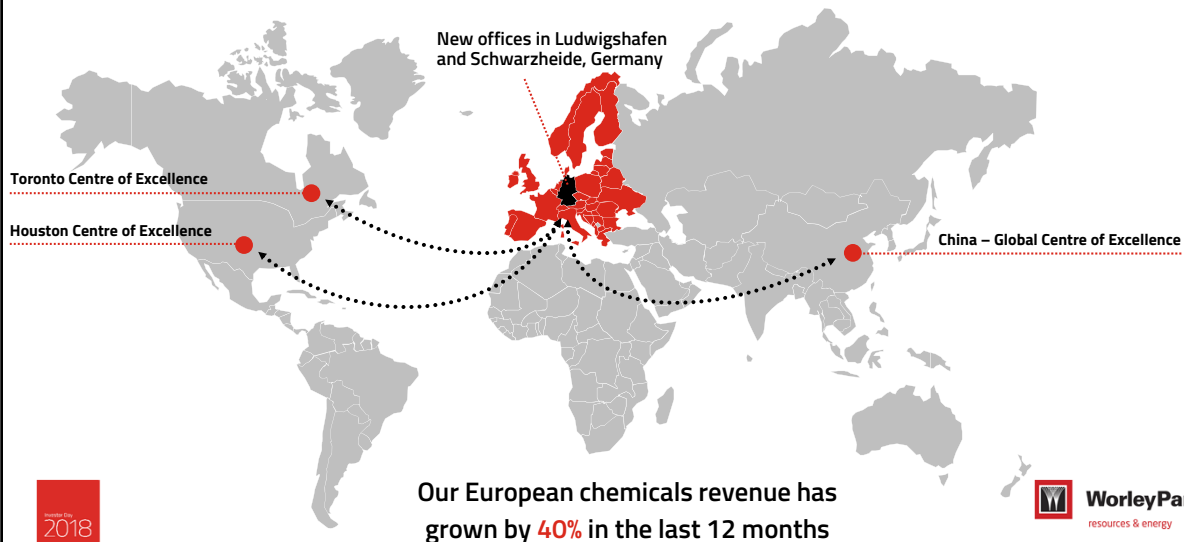 New offices in Ludwigshafen
and Schwarzheide, Germany
Toronto Centre of Excellence
Houston Centre of Excellence
China – Global Centre of Excellence
Our European chemicals revenue has
grown by 40% in the last 12 months
Investor Day
2018
WorleyPa
resources & energy